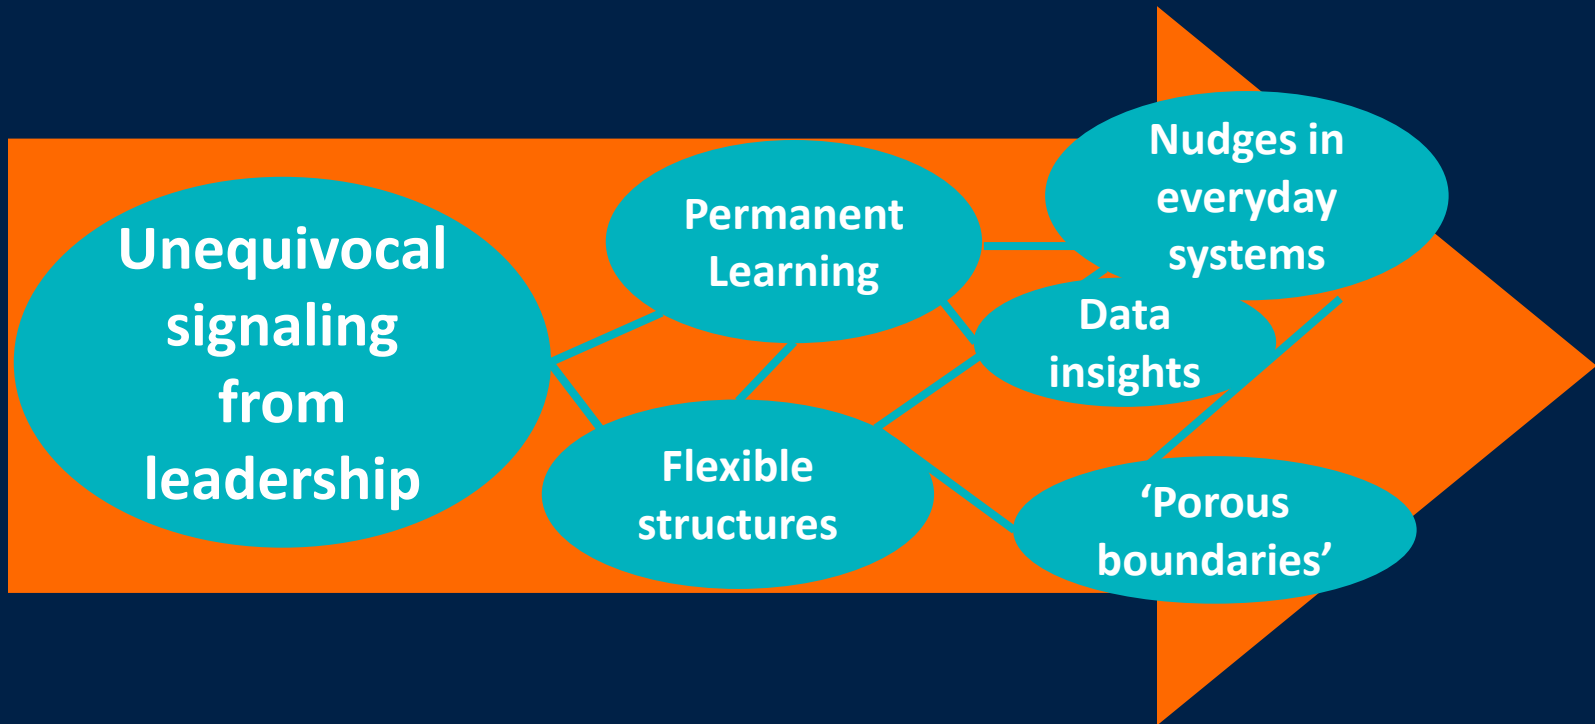 Unequivocal
signaling
from
leadership
Permanent
Learning
Flexible
structures
Nudges in
everyday
systems
Data
insights
‘Porous
boundaries’